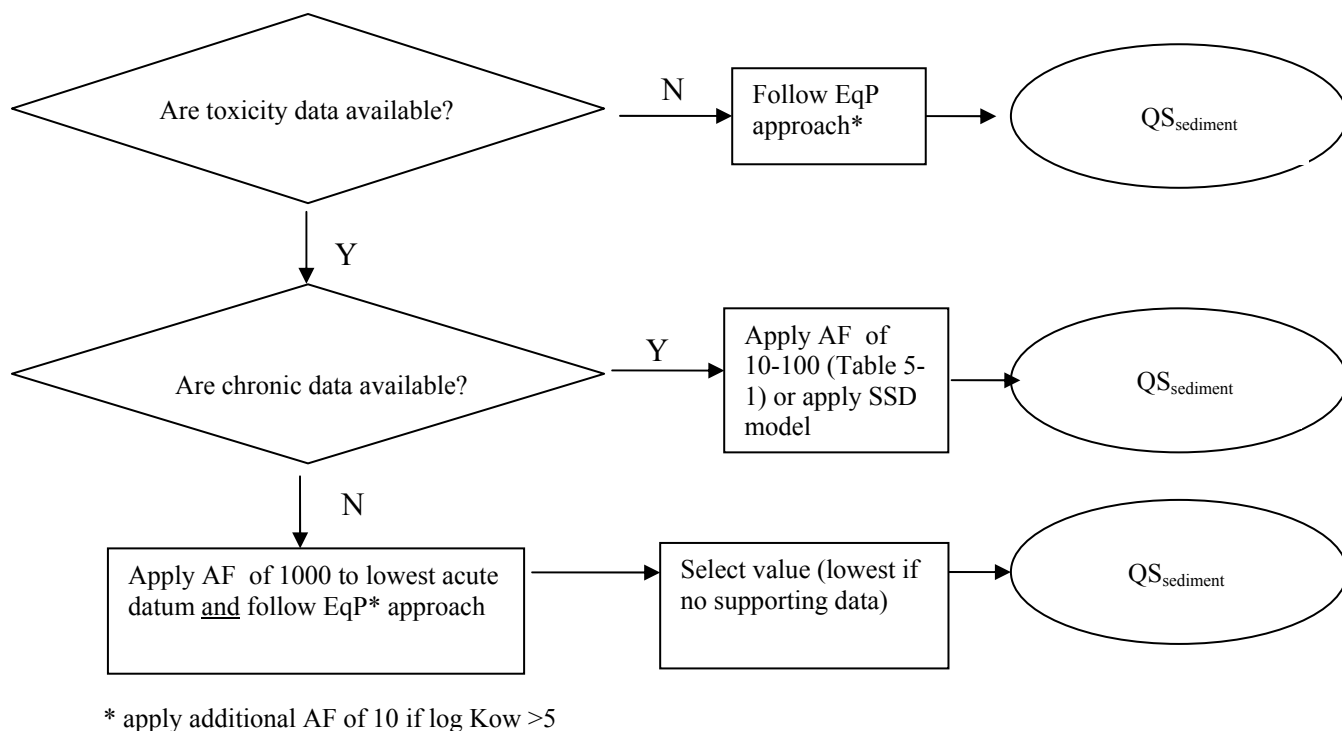 Are toxicity data available?
N
Follow EqP
approach*
QSsediment
Y
Are chronic data available?
Y
Apply AF of
10-100 (Table 5-
1) or apply SSD
model
QSsediment
N
Apply AF of 1000 to lowest acute
datum and follow EqP* approach
Select value (lowest if
no supporting data)
QSsediment
* apply additional AF of 10 if log Kow >5